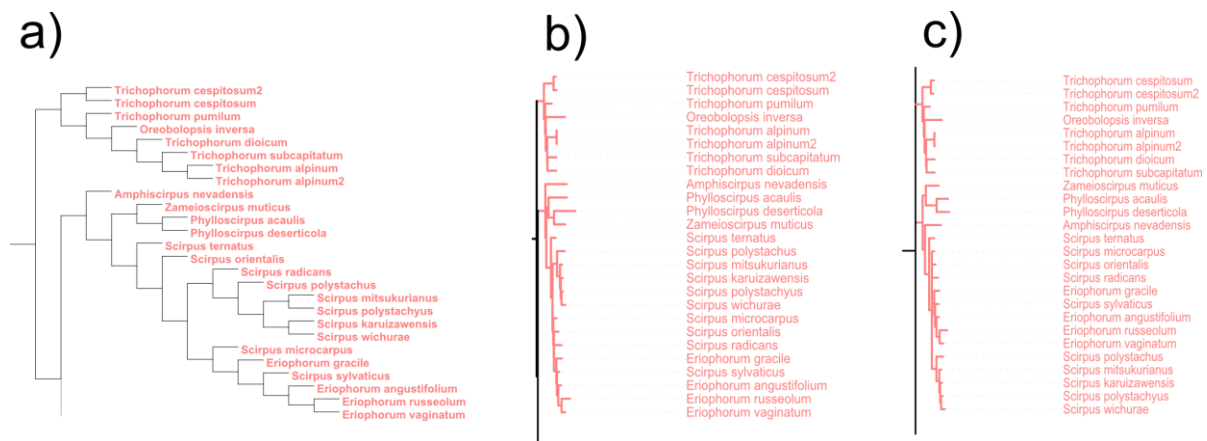 a)
Trichophorum cespitosum2
Trichophorum cespitosum
Trichophorum pumilum
Oreobolopsis inversa
Trichophorum dioicum
Trichophorum subcapitatum
Trichophorum alpinum
Trichophorum alpinum2
Amphiscirpus nevadensis
Zameioscirpus muticus
Phylloscirpus acaulis
Phylloscirpus deserticola
Scirpus ternatus
Scirpus orientalis
Scirpus radicans
Scirpus polystachus
Scirpus mitsukurianus
Scirpus polystachyus
Scirpus karuizawensis
Scirpus wichurae
Scirpus microcarpus
Eriophorum gracile
Scirpus sylvaticus
Eriophorum angustifolium
Eriophorum russeolum
Eriophorum vaginatum
b)
Trichophorum cespitosum2
Trichophorum cespitosum
Trichophorum pumilum
Oreobolopsis inversa
Trichophorum alpinum
Trichophorum alpinum2
Trichophorum subcapitatum
Trichophorum dioicum
Amphiscirpus nevadensis
Phylloscirpus acaulis
Phylloscirpus deserticola
Zameioscirpus muticus
Scirpus ternatus
Scirpus polystachus
Scirpus mitsukurianus
Scirpus karuizawensis
Scirpus polystachyus
Scirpus wichurae
Scirpus microcarpus
Scirpus orientalis
Scirpus radicans
Eriophorum gracile
Scirpus sylvaticus
Eriophorum angustifolium
Eriophorum russeolum
Eriophorum vaginatum
c)
Trichophorum cespitosum
Trichophorum cespitosum2
Trichophorum pumilum
Oreobolopsis inversa
Trichophorum alpinum
Trichophorum alpinum2
Trichophorum dioicum
Trichophorum subcapitatum
Zameioscirpus muticus
Phylloscirpus acaulis
Phylloscirpus deserticola
Amphiscirpus nevadensis
Scirpus ternatus
Scirpus microcarpus
Scirpus orientalis
Scirpus radicans
Eriophorum gracile
Scirpus sylvaticus
Eriophorum angustifolium
Eriophorum russeolum
Eriophorum vaginatum
Scirpus polystachus
Scirpus mitsukurianus
Scirpus karuizawensis
Scirpus polystachyus
Scirpus wichurae